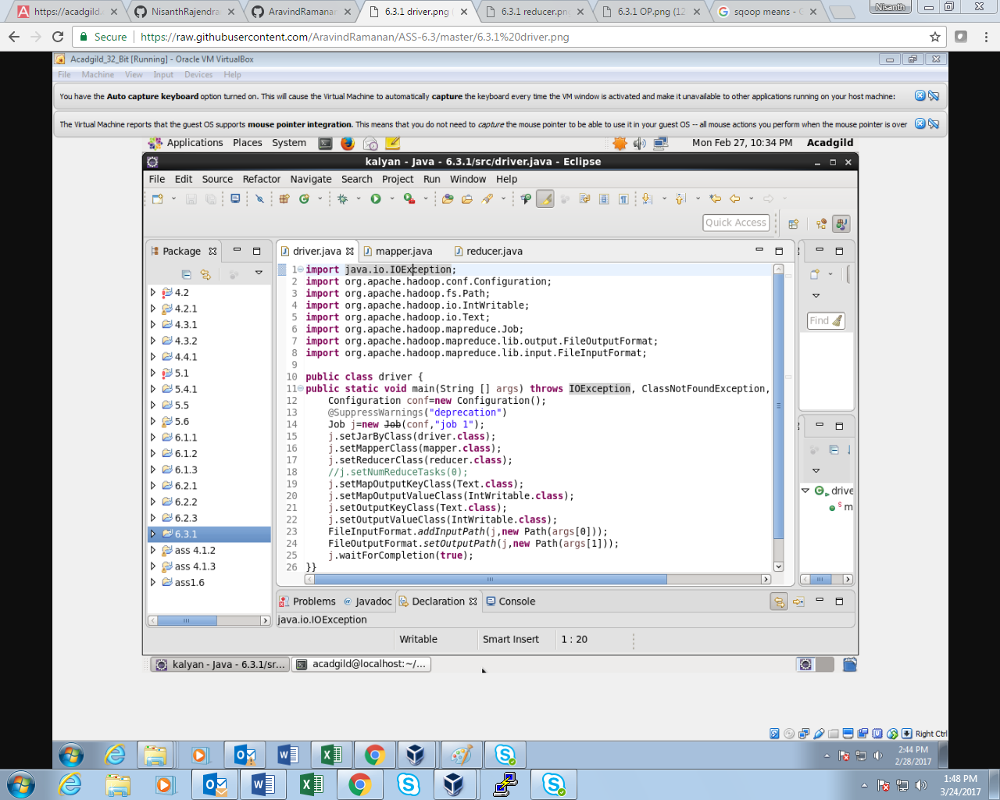 https://acadgild.
NisanthRajendra
AravindRamanan
6.3.1 driver.png (
6.3.1 reducer.png
6.3.1 OP.png (12
sqoop means - G
Nisanth
Secure
https://raw.githubusercontent.com/AravindRamanan/ASS-6.3/master/6.3.1%20driver.png
Acadgild_32_Bit [Running] - Oracle VM VirtualBox
File Machine View Input Devices Help
You have the Auto capture keyboard option turned on. This will cause the Virtual Machine to automatically capture the keyboard every time the VM window is activated and make it unavailable to other applications running on your host machine:
The Virtual Machine reports that the guest OS supports mouse pointer integration. This means that you do not need to capture the mouse pointer to be able to use it in your guest OS -- all mouse actions you perform when the mouse pointer is over
Applications Places System
Mon Feb 27, 10:34 PM Acadgild
kalyan - Java - 6.3.1/src/driver.java - Eclipse
File Edit Source Refactor Navigate Search Project Run Window Help
Quick Access
Package
4.2
4.2.1
4.3.1
4.3.2
4.4.1
5.1
5.4.1
5.5
5.6
6.1.1
6.1.2
6.1.3
6.2.1
6.2.2
6.2.3
6.3.1
ass 4.1.2
ass 4.1.3
ass1.6
driver.java mapper.java reducer.java
1 import java.io.IOException;
2 import org.apache.hadoop.conf.Configuration;
3 import org.apache.hadoop.fs.Path;
4 import org.apache.hadoop.io.IntWritable;
5 import org.apache.hadoop.io.Text;
6 import org.apache.hadoop.mapreduce.Job;
7 import org.apache.hadoop.mapreduce.lib.output.FileOutputFormat;
8 import org.apache.hadoop.mapreduce.lib.input.FileInputFormat;
9
10 public class driver {
11 public static void main(String [] args) throws IOException, ClassNotFoundException,
12 Configuration conf=new Configuration();
13 @SuppressWarnings("deprecation")
14 Job j=new Job(conf,"job 1");
15 j.setJarByClass(driver.class);
16 j.setMapperClass(mapper.class);
17 j.setReducerClass(reducer.class);
18 //j.setNumReduceTasks(0);
19 j.setMapOutputKeyClass(Text.class);
20 j.setMapOutputValueClass(IntWritable.class);
21 j.setOutputKeyClass(Text.class);
22 j.setOutputValueClass(IntWritable.class);
23 FileInputFormat.addInputPath(j,new Path(args[0]));
24 FileOutputFormat.setOutputPath(j,new Path(args[1]));
25 j.waitForCompletion(true);
26 }}
Find
drive
m
Problems Javadoc Declaration Console
java.io.IOException
Writable Smart Insert 1 : 20
kalyan - Java - 6.3.1/sr...
acadgild@localhost:~/...
Right Ctrl
2:44 PM
2/28/2017
1:48 PM
3/24/2017